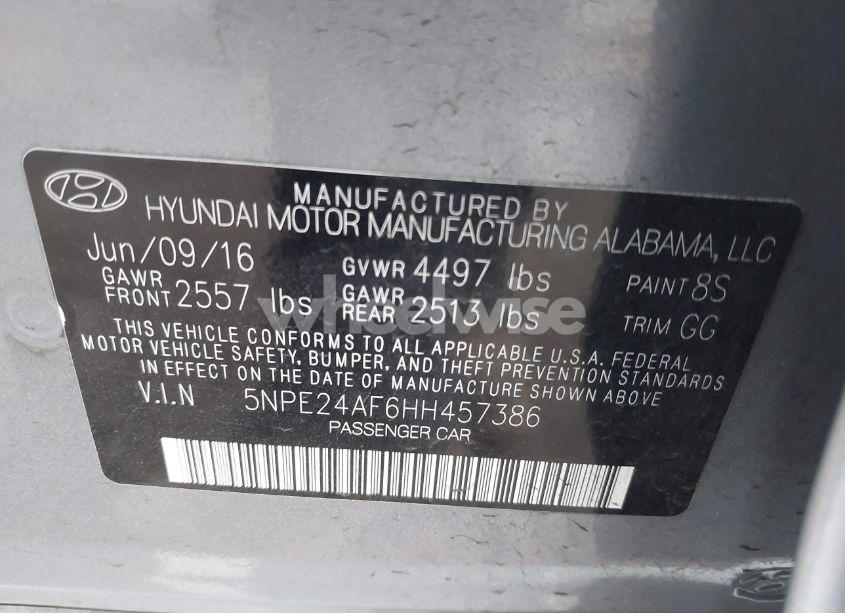 MANUFACTURED BY
HYUNDAI MOTOR MANUFACTURING ALABAMA, LLC
Jun/09/16 GVWR 4497 lbs PAINT 8S
GAWR FRONT 2557 lbs GAWR REAR 2513 lbs TRIM GG
wheelwise
THIS VEHICLE CONFORMS TO ALL APPLICABLE U.S.A. FEDERAL
MOTOR VEHICLE SAFETY, BUMPER, AND THEFT PREVENTION STANDARDS
IN EFFECT ON THE DATE OF MANUFACTURE SHOWN ABOVE
V.I.N 5NPE24AF6HH457386
PASSENGER CAR